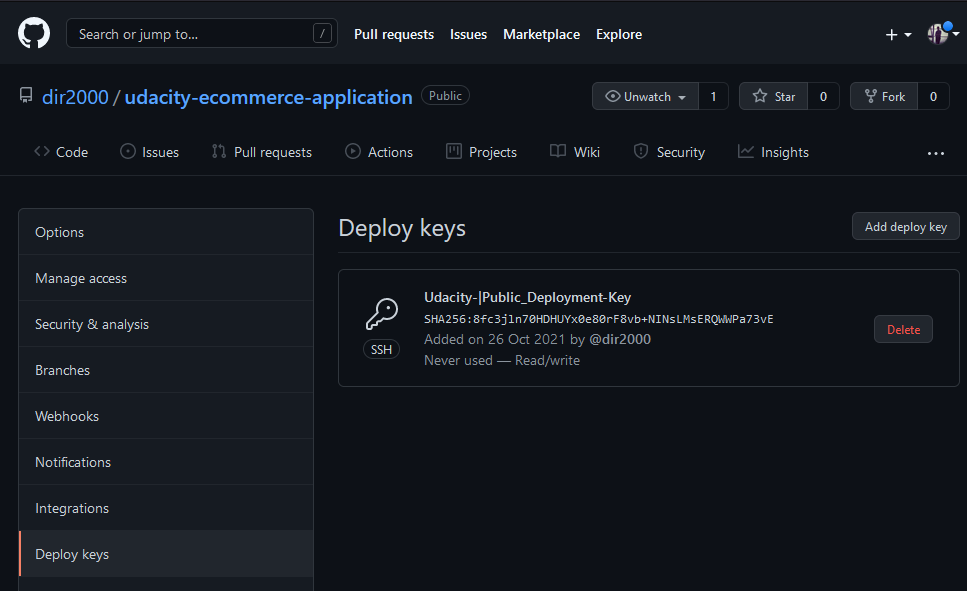 Search or jump to... /
Pull requests Issues Marketplace Explore
dir2000 / udacity-ecommerce-application Public
Unwatch 1 Star 0 Fork 0
Code Issues Pull requests Actions Projects Wiki Security Insights ...
Options
Manage access
Security & analysis
Branches
Webhooks
Notifications
Integrations
Deploy keys
Deploy keys Add deploy key
Udacity-|Public_Deployment-Key
SHA256:8fc3jln70HDHUYx0e80rF8vb+NINsLMsERQWWPa73vE
Added on 26 Oct 2021 by @dir2000
Never used — Read/write
SSH
Delete